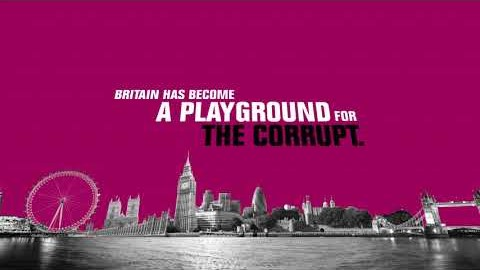 BRITAIN HAS BECOME
A PLAYGROUND FOR
THE CORRUPT.